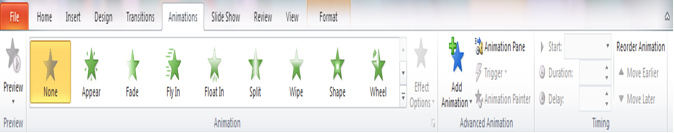 File Home Insert Design Transitions Animations Slide Show Review View Format
Preview
None Appear Fade Fly In Float In Split Wipe Shape Wheel
Effect
Options
Add
Animation
Animation Pane
Trigger
Animation Painter
Start:
Duration:
Delay:
Reorder Animation
Move Earlier
Move Later
Preview Animation Advanced Animation Timing